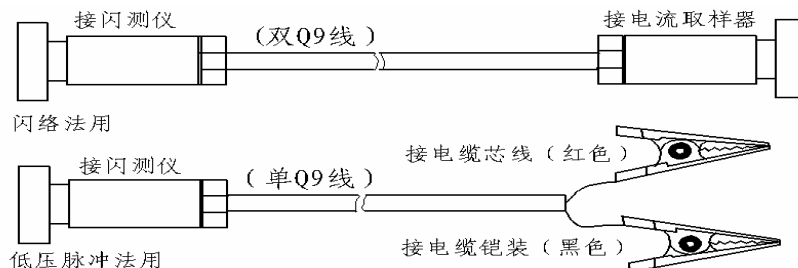 接闪测仪
(双Q9线)
接电流取样器
闪络法用
接电缆芯线（红色）
接闪测仪
(单Q9线)
接电缆铠装（黑色）
低压脉冲法用